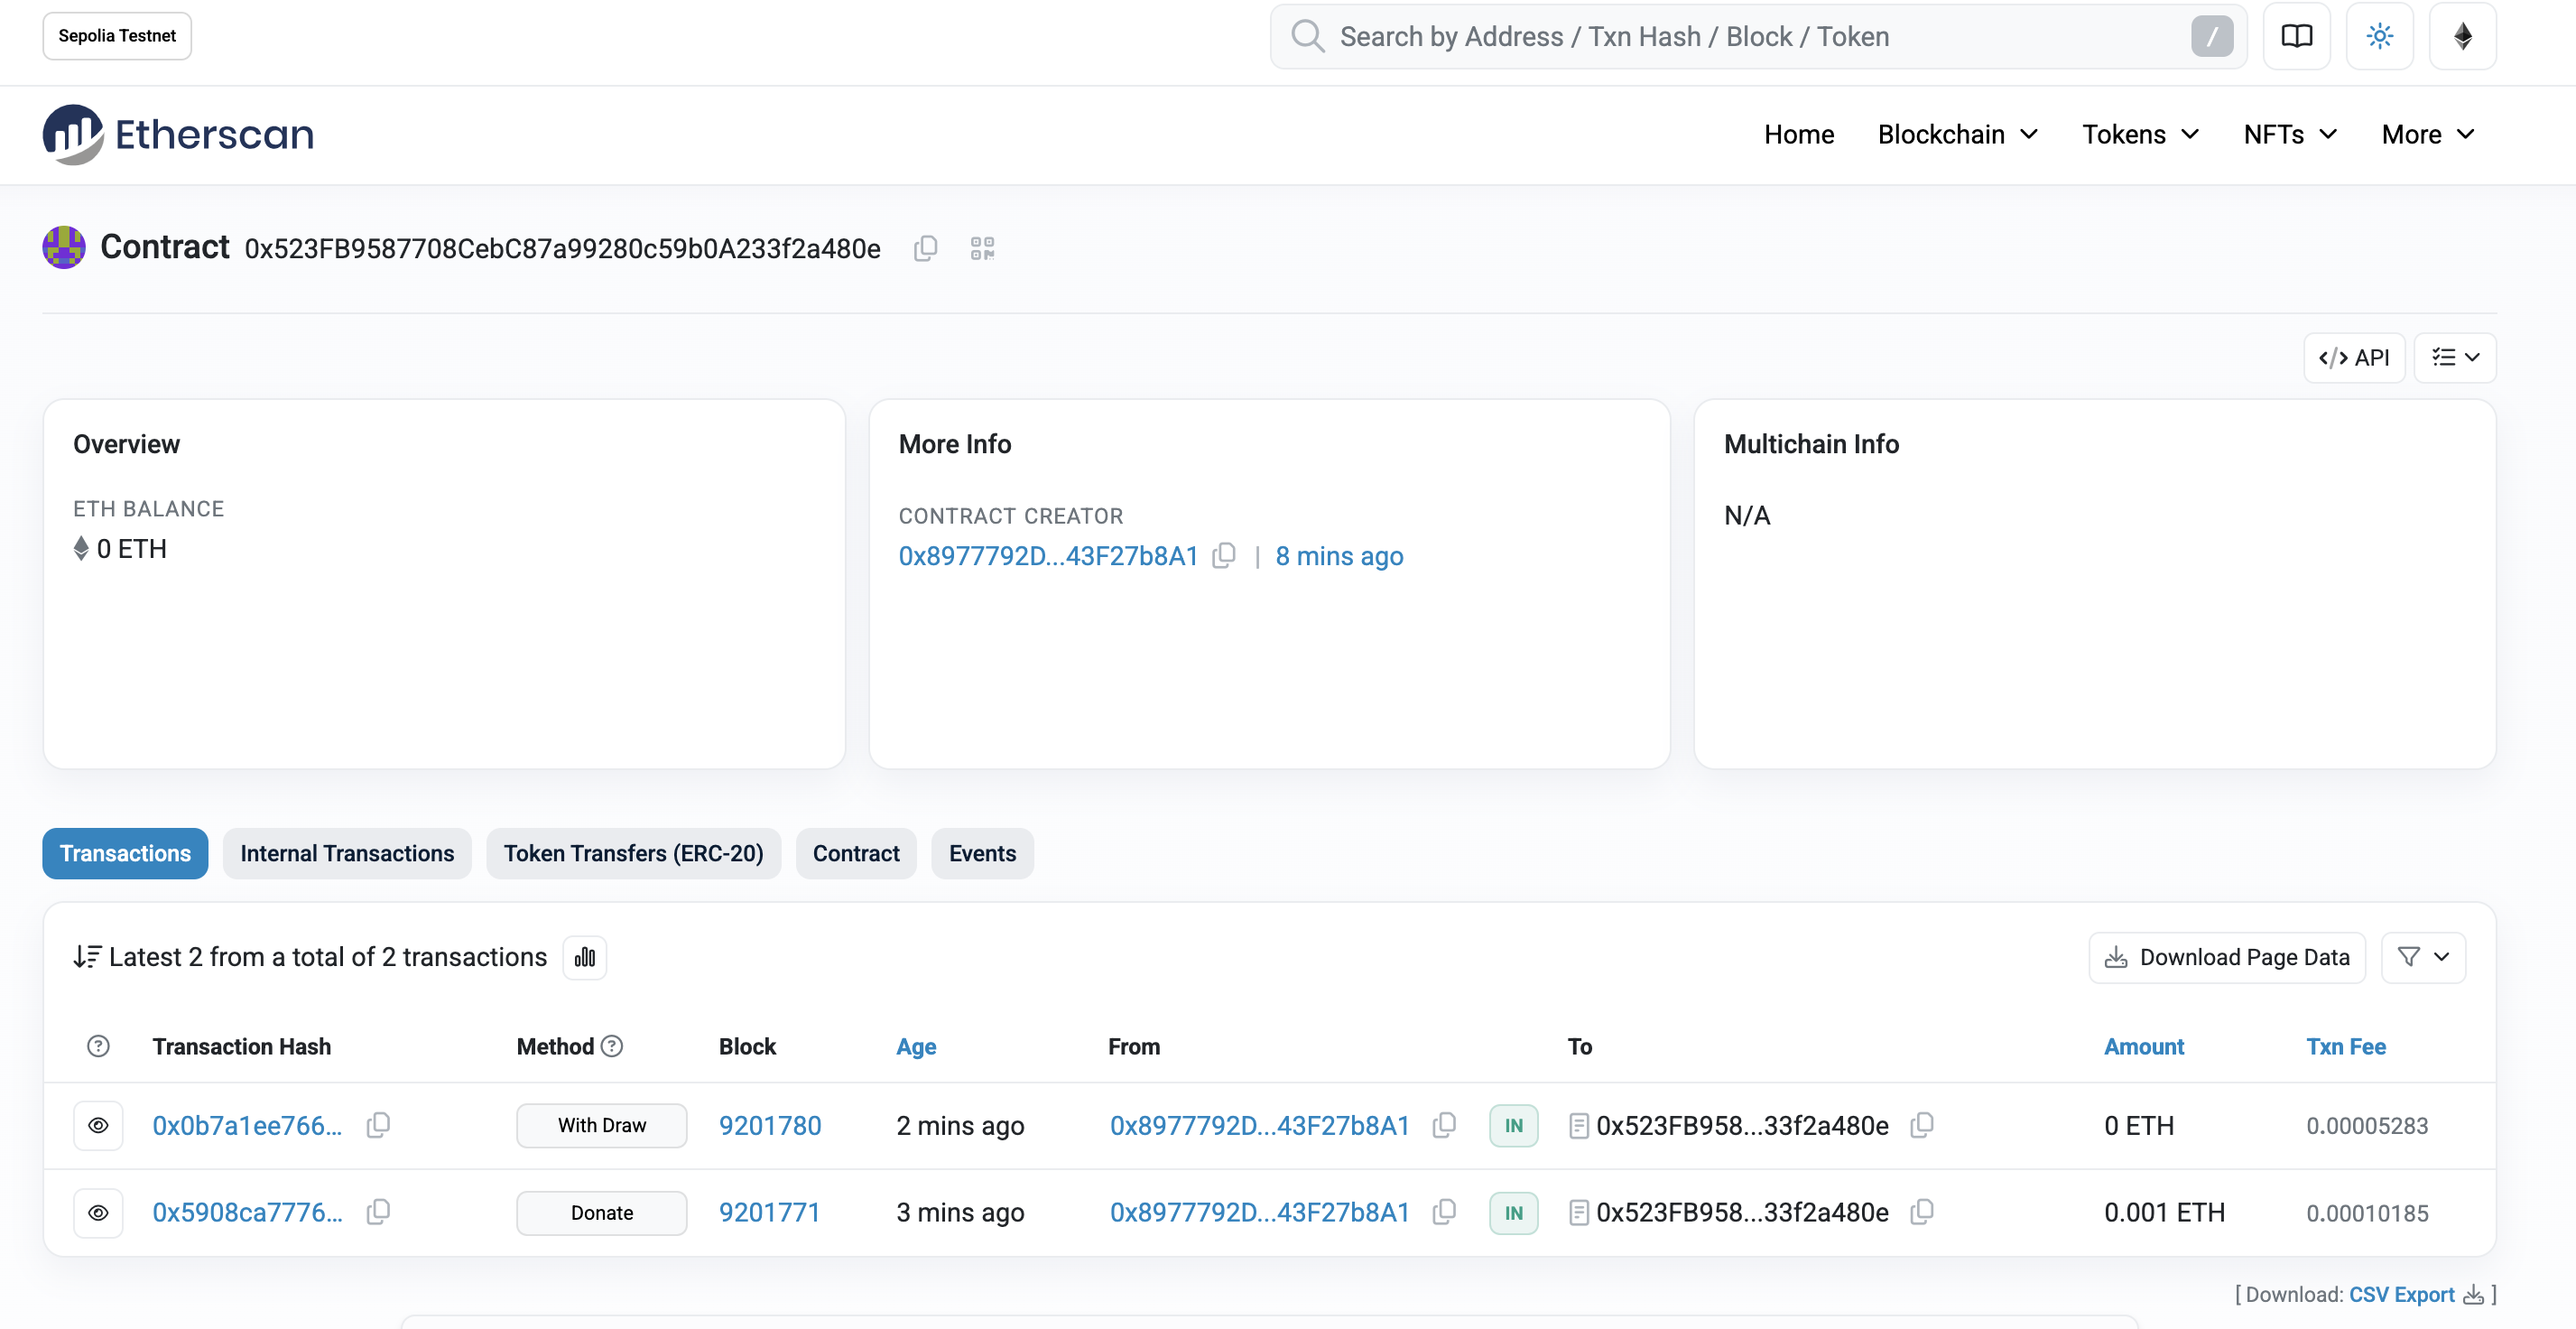 Sepolia Testnet
Search by Address / Txn Hash / Block / Token
/
Etherscan
Home Blockchain Tokens NFTs More
Contract 0x523FB9587708CebC87a99280c59b0A233f2a480e
</> API
Overview
ETH BALANCE
0 ETH
More Info
CONTRACT CREATOR
0x8977792D...43F27b8A1 | 8 mins ago
Multichain Info
N/A
Transactions Internal Transactions Token Transfers (ERC-20) Contract Events
Latest 2 from a total of 2 transactions
Download Page Data
? Transaction Hash Method ? Block Age From To Amount Txn Fee
0x0b7a1ee766... With Draw 9201780 2 mins ago 0x8977792D...43F27b8A1 IN 0x523FB958...33f2a480e 0 ETH 0.00005283
0x5908ca7776... Donate 9201771 3 mins ago 0x8977792D...43F27b8A1 IN 0x523FB958...33f2a480e 0.001 ETH 0.00010185
[ Download: CSV Export ]